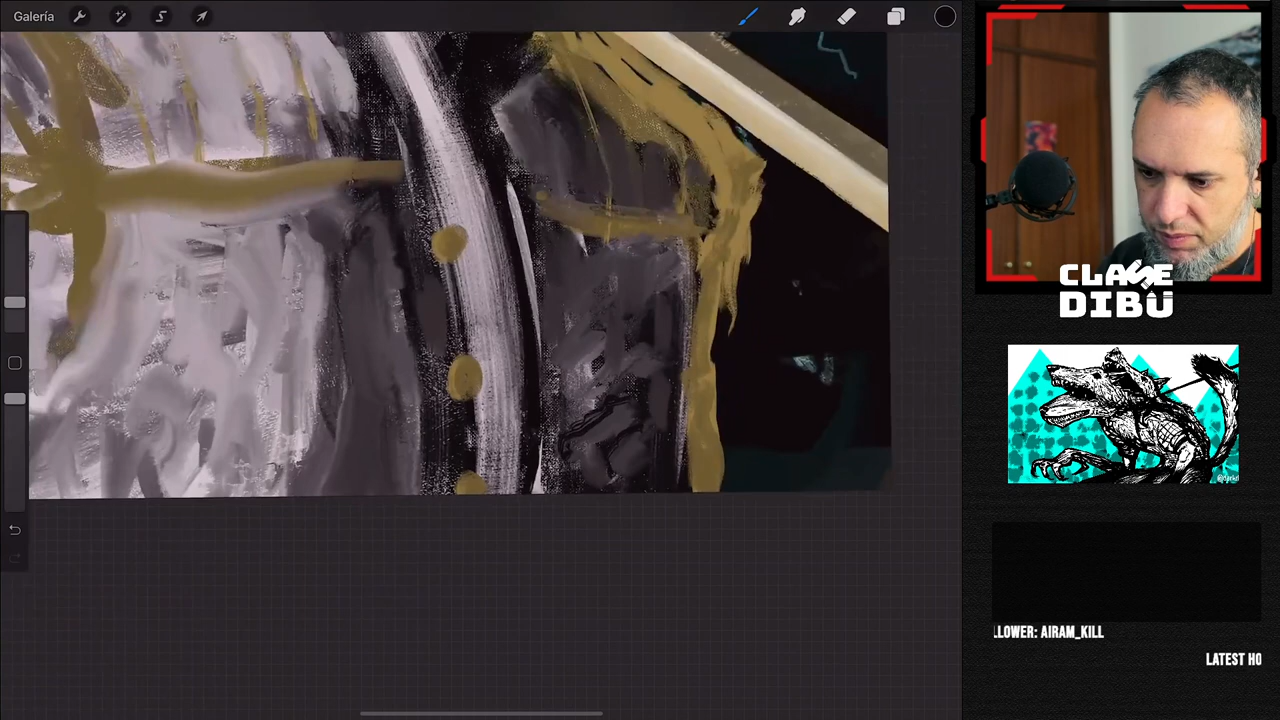 Galería
CLASE
DIBU
LLOWER: AIRAM_KILL
LATEST HO